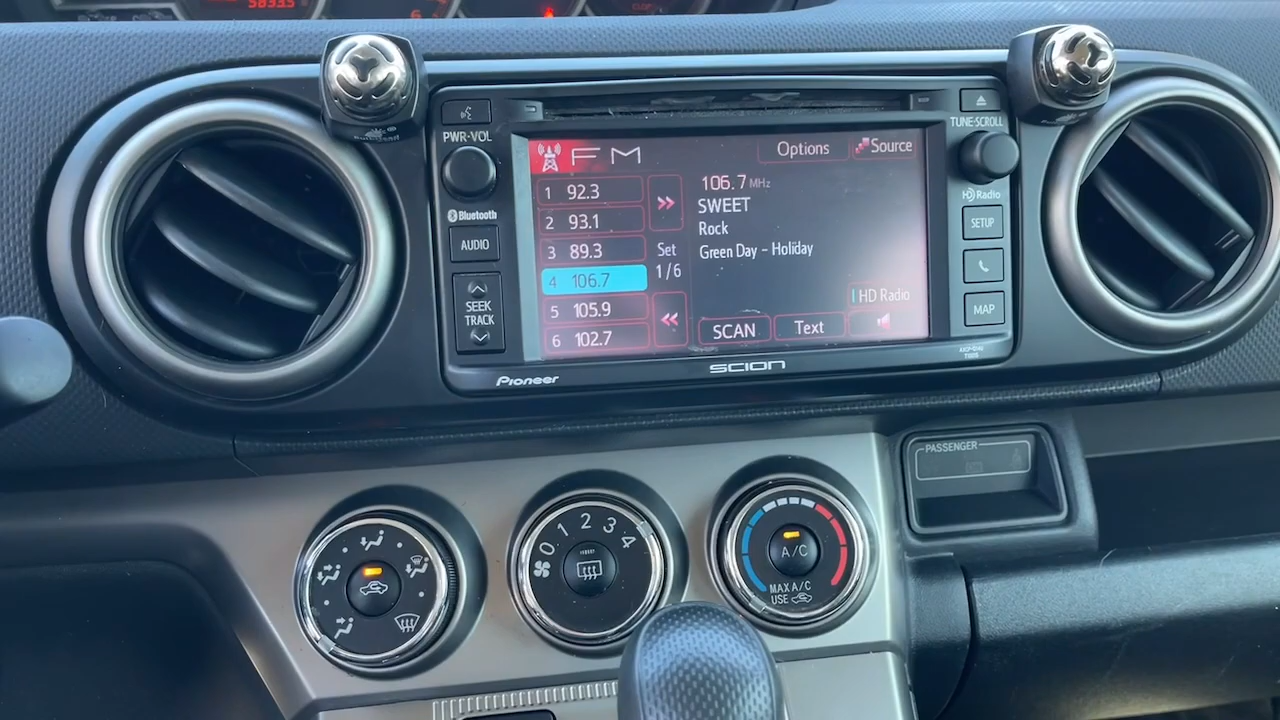 58335
6
PWR·VOL
Bluetooth
AUDIO
SEEK
TRACK
FM
Options
Source
1 92.3
2 93.1
3 89.3
4 106.7
5 105.9
6 102.7
Set
1/6
106.7 MHz
SWEET
Rock
Green Day - Holiday
HD Radio
SCAN
Text
TUNE·SCROLL
HD Radio
SETUP
MAP
Pioneer
SCION
PASSENGER
0 1 2 3 4
A/C
MAX A/C
USE